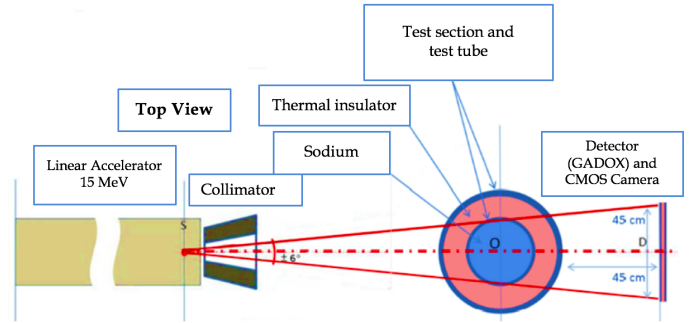 Test section and
test tube
Top View
Thermal insulator
Sodium
Linear Accelerator
15 MeV
Collimator
Detector
(GADOX) and
CMOS Camera
S
± 6°
O
45 cm
D
45 cm